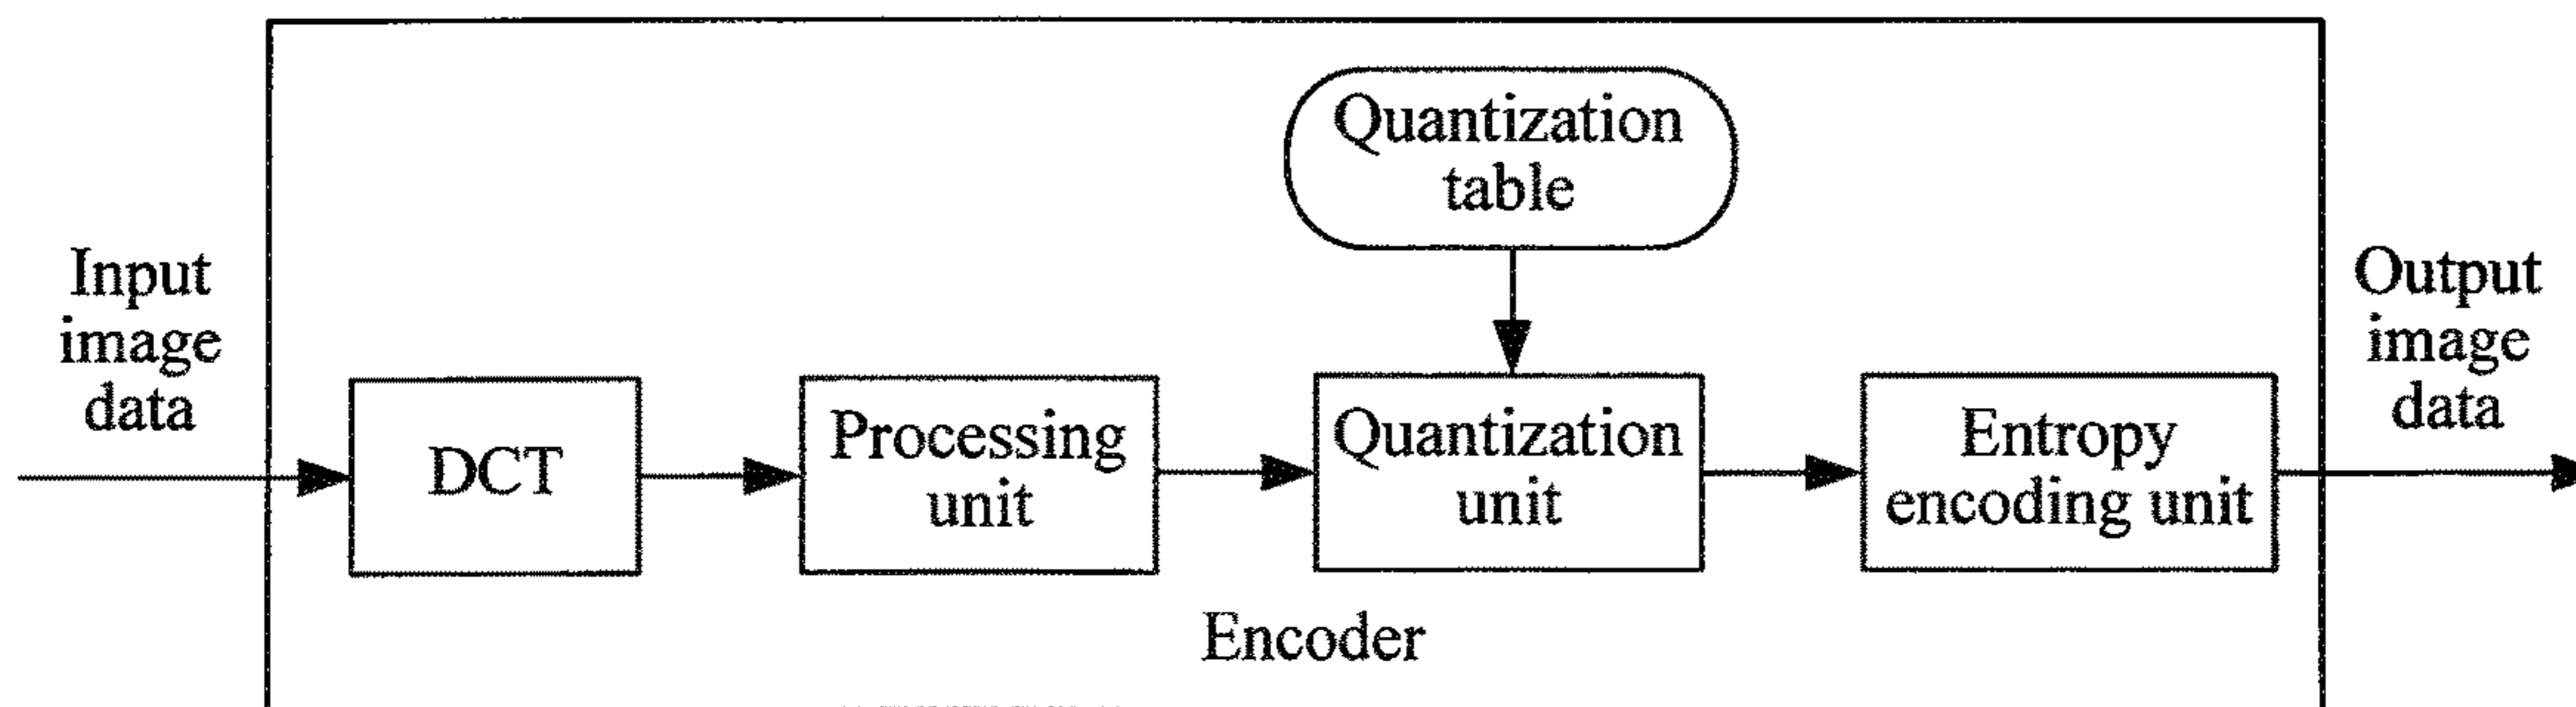 Quantization
table
Input
image
data
DCT
Processing
unit
Quantization
unit
Entropy
encoding unit
Output
image
data
Encoder